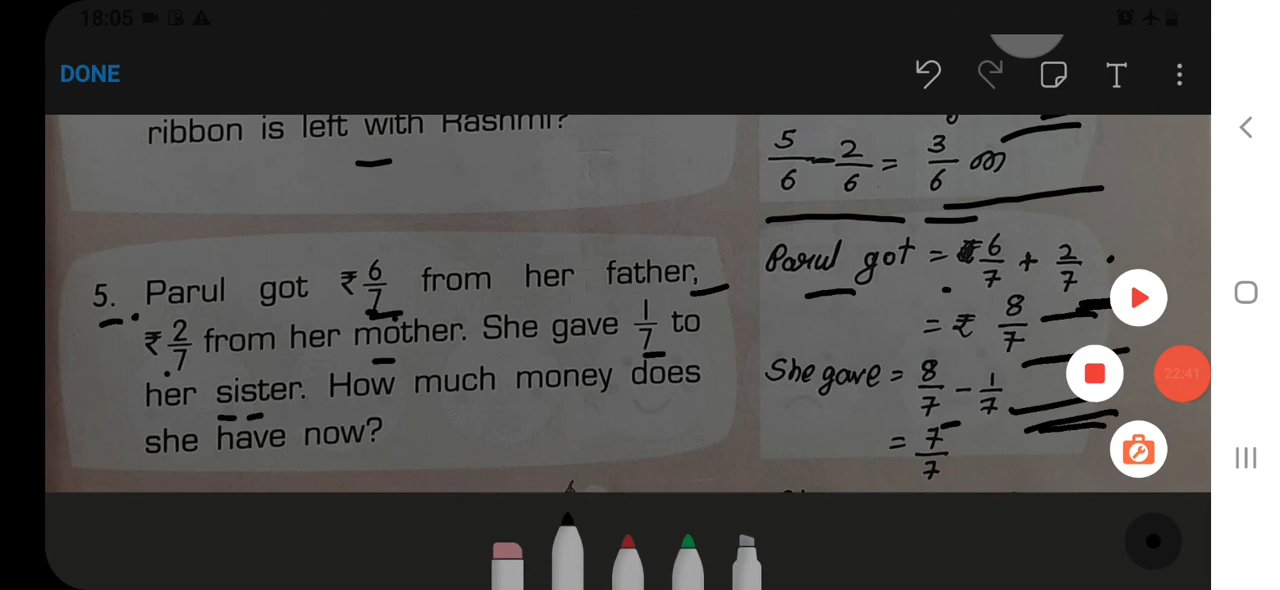 18:05
DONE
T
ribbon is left with Rashmi?
5/6 - 2/6 = 3/6 m
5. Parul got ₹ 6/7 from her father,
₹ 2/7 from her mother. She gave 1/7 to
her sister. How much money does
she have now?
Parul got = ₹ 6/7 + 2/7
= ₹ 8/7
She gave = 8/7 - 1/7
= 7/7
22:41